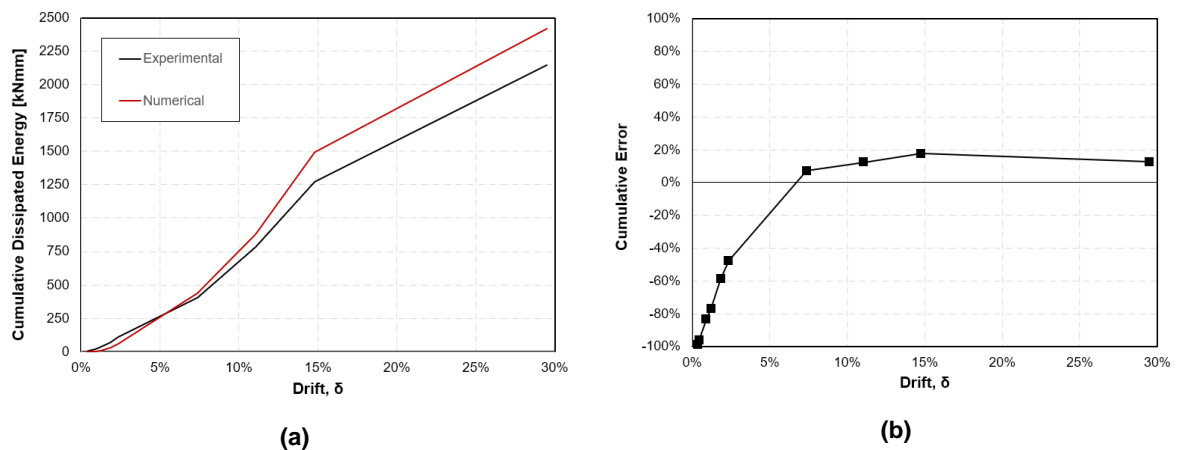 2500
2250
2000
1750
1500
1250
1000
750
500
250
0
Cumulative Dissipated Energy [kNmm]
Experimental
Numerical
0% 5% 10% 15% 20% 25% 30%
Drift, δ
(a)
100%
80%
60%
40%
20%
0%
-20%
-40%
-60%
-80%
-100%
Cumulative Error
0% 5% 10% 15% 20% 25% 30%
Drift, δ
(b)